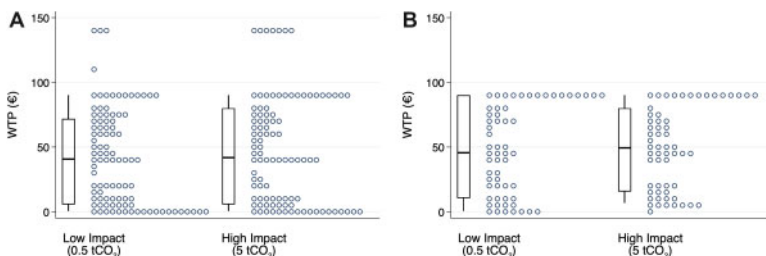 A
150
100
50
0
WTP (€)
Low Impact
(0.5 tCO₂)
High Impact
(5 tCO₂)
B
150
100
50
0
WTP (€)
Low Impact
(0.5 tCO₂)
High Impact
(5 tCO₂)